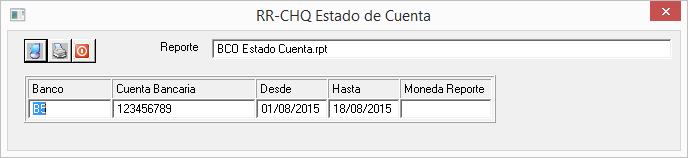 RR-CHQ Estado de Cuenta
Reporte BCO Estado Cuenta.rpt
Banco Cuenta Bancaria Desde Hasta Moneda Reporte
BE 123456789 01/08/2015 18/08/2015